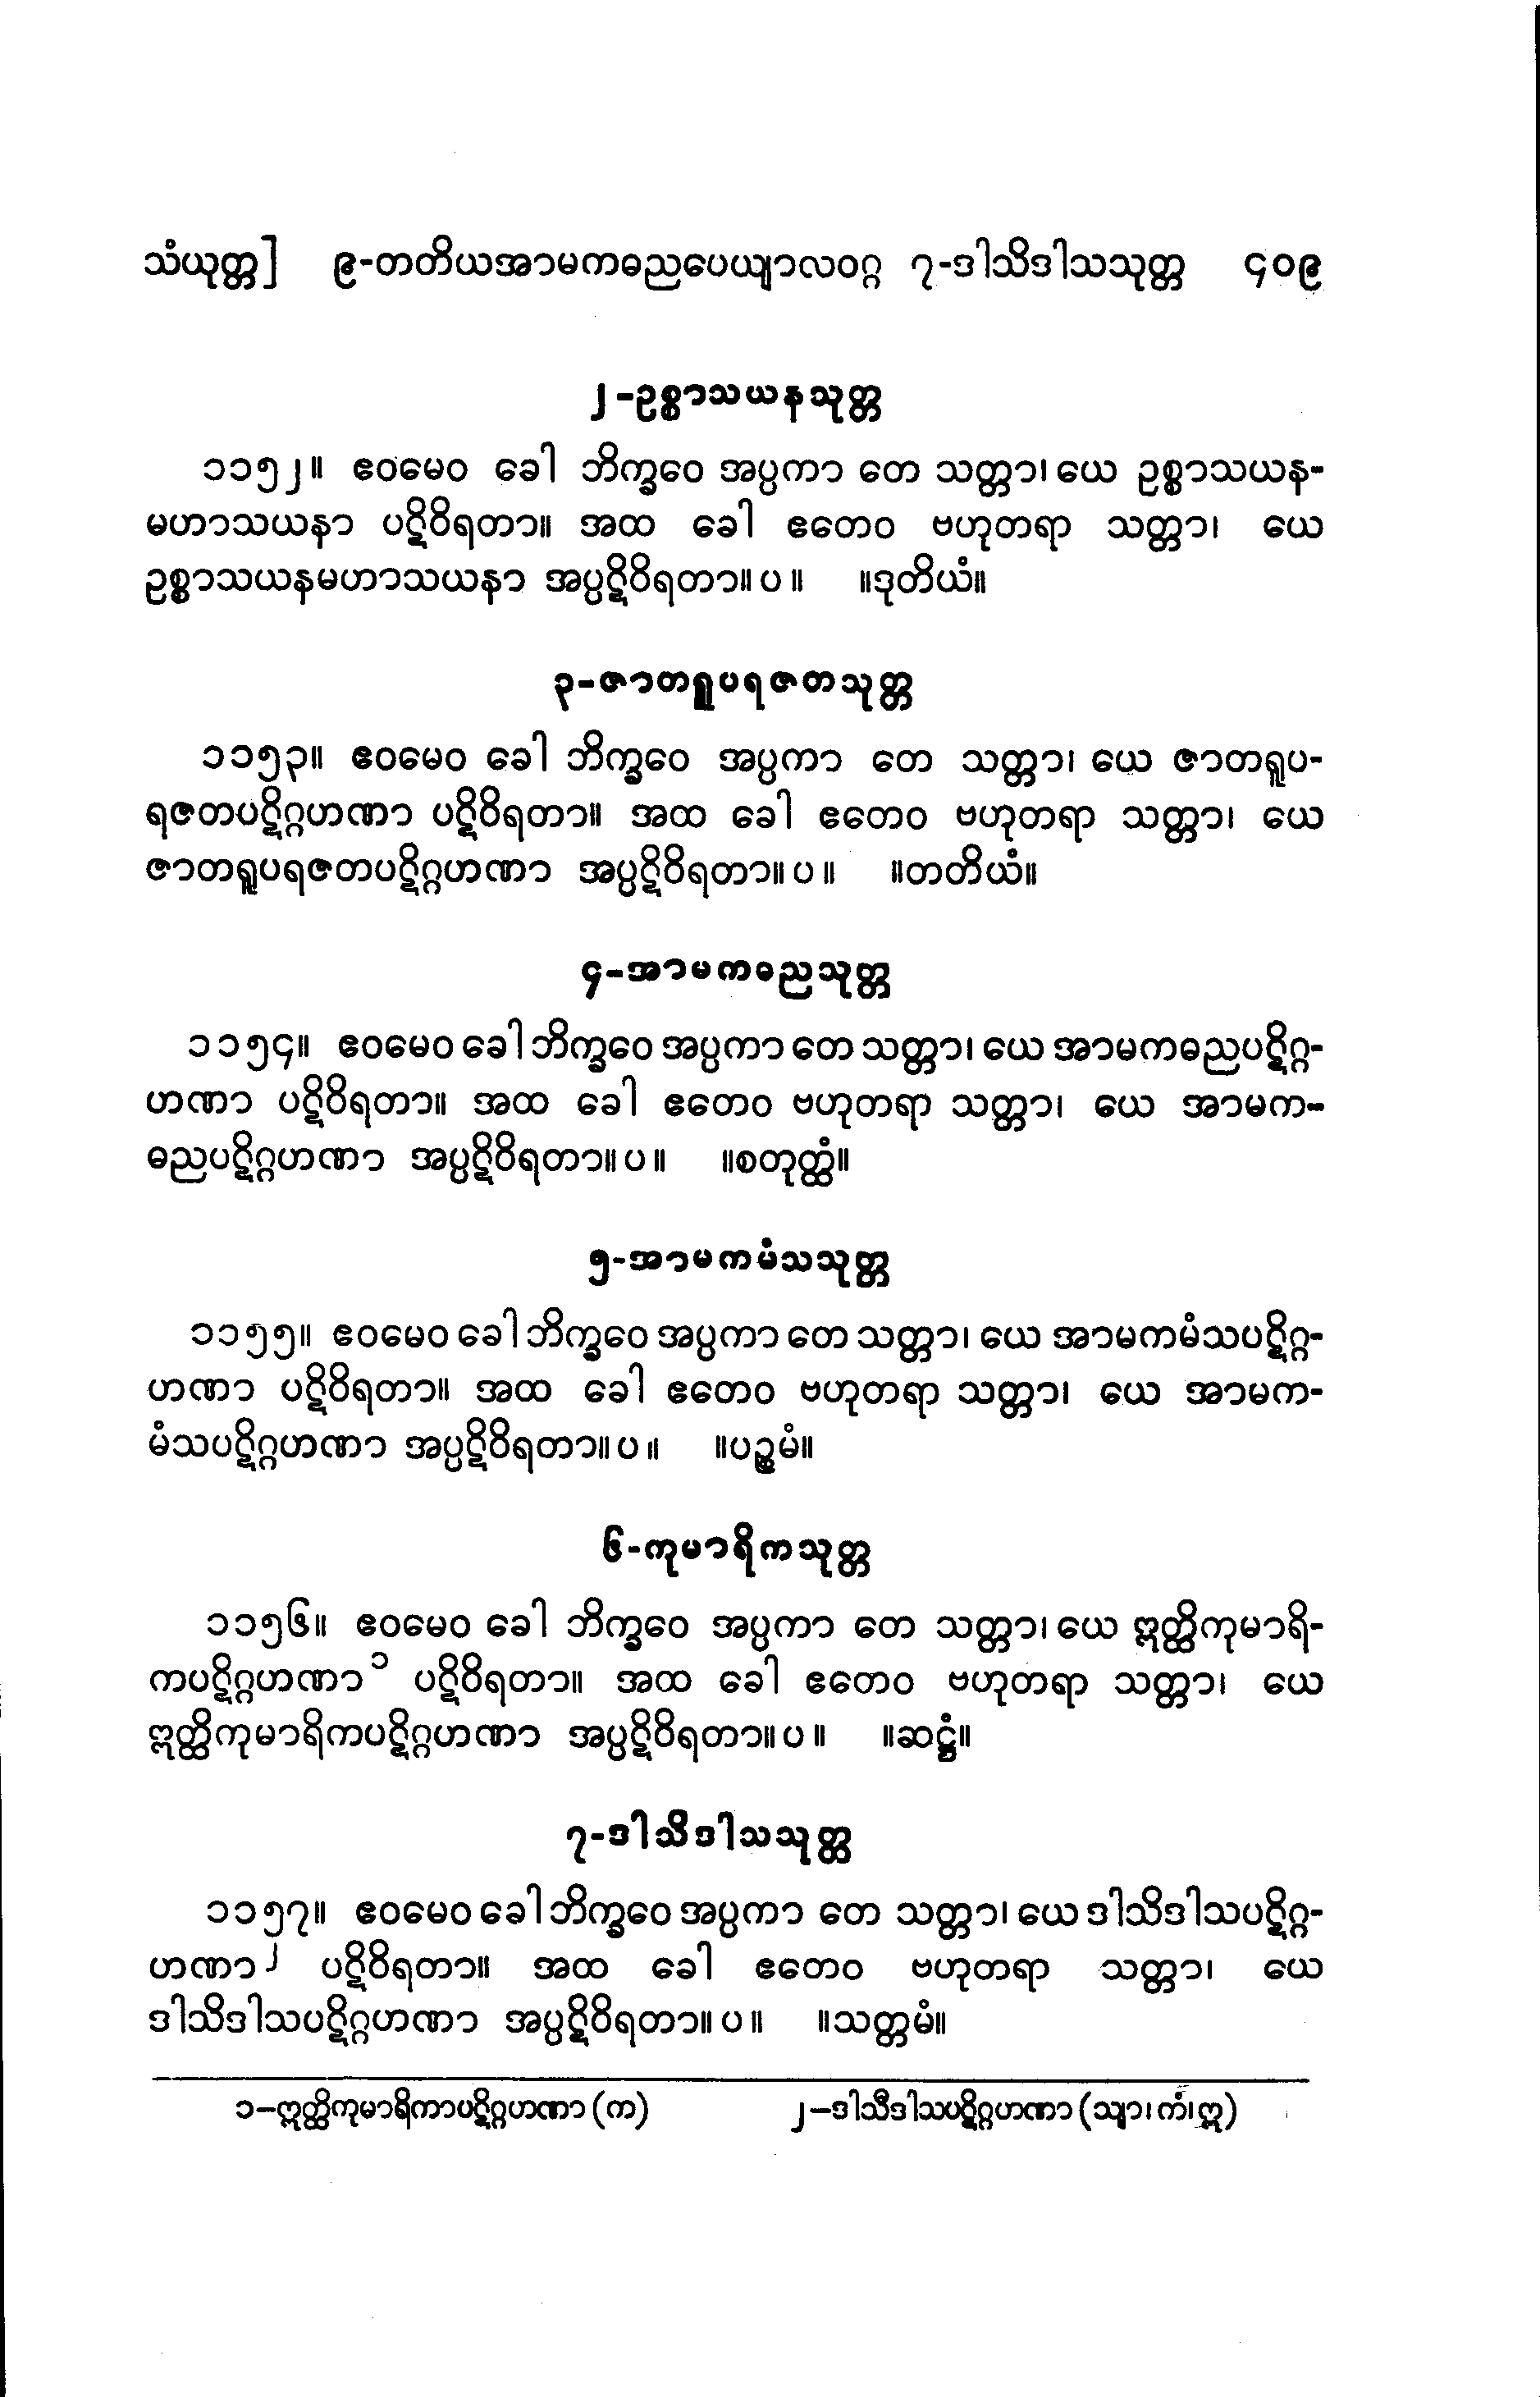 သံယုတ္တ] ၉-တတိယအာမကဓညပေယျာလဝဂ္ဂ ၇-ဒါသိဒါသသုတ္တ ၄၀၉
၂-ဥစ္စာသယနသုတ္တ
၁၁၅၂။ ဧဝမေဝ ခေါ ဘိက္ခဝေ အပ္ပကာ တေ သတ္တာ၊ ယေ ဥစ္စာသယန-
မဟာသယနာ ပဋိဝိရတာ။ အထ ခေါ ဧတေဝ ဗဟုတရာ သတ္တာ၊ ယေ
ဥစ္စာသယနမဟာသယနာ အပ္ပဋိဝိရတာ။ ပ ။ ။ဒုတိယံ။
၃-ဇာတရူပရဇတသုတ္တ
၁၁၅၃။ ဧဝမေဝ ခေါ ဘိက္ခဝေ အပ္ပကာ တေ သတ္တာ၊ ယေ ဇာတရူပ-
ရဇတပဋိဂ္ဂဟဏာ ပဋိဝိရတာ။ အထ ခေါ ဧတေဝ ဗဟုတရာ သတ္တာ၊ ယေ
ဇာတရူပရဇတပဋိဂ္ဂဟဏာ အပ္ပဋိဝိရတာ။ ပ ။ ။တတိယံ။
၄-အာမကဓညသုတ္တ
၁၁၅၄။ ဧဝမေဝ ခေါ ဘိက္ခဝေ အပ္ပကာ တေ သတ္တာ၊ ယေ အာမကဓညပဋိဂ္ဂ-
ဟဏာ ပဋိဝိရတာ။ အထ ခေါ ဧတေဝ ဗဟုတရာ သတ္တာ၊ ယေ အာမက-
ဓညပဋိဂ္ဂဟဏာ အပ္ပဋိဝိရတာ။ ပ ။ ။စတုတ္ထံ။
၅-အာမကမံသသုတ္တ
၁၁၅၅။ ဧဝမေဝ ခေါ ဘိက္ခဝေ အပ္ပကာ တေ သတ္တာ၊ ယေ အာမကမံသပဋိဂ္ဂ-
ဟဏာ ပဋိဝိရတာ။ အထ ခေါ ဧတေဝ ဗဟုတရာ သတ္တာ၊ ယေ အာမက-
မံသပဋိဂ္ဂဟဏာ အပ္ပဋိဝိရတာ။ ပ ။ ။ပဉ္စမံ။
၆-ကုမာရိကသုတ္တ
၁၁၅၆။ ဧဝမေဝ ခေါ ဘိက္ခဝေ အပ္ပကာ တေ သတ္တာ၊ ယေ ဣတ္ထိကုမာရိ-
ကပဋိဂ္ဂဟဏာ၁ ပဋိဝိရတာ။ အထ ခေါ ဧတေဝ ဗဟုတရာ သတ္တာ၊ ယေ
ဣတ္ထိကုမာရိကပဋိဂ္ဂဟဏာ အပ္ပဋိဝိရတာ။ ပ ။ ။ဆဋ္ဌံ။
၇-ဒါသိဒါသသုတ္တ
၁၁၅၇။ ဧဝမေဝ ခေါ ဘိက္ခဝေ အပ္ပကာ တေ သတ္တာ၊ ယေ ဒါသိဒါသပဋိဂ္ဂ-
ဟဏာ၂ ပဋိဝိရတာ။ အထ ခေါ ဧတေဝ ဗဟုတရာ သတ္တာ၊ ယေ
ဒါသိဒါသပဋိဂ္ဂဟဏာ အပ္ပဋိဝိရတာ။ ပ ။ ။သတ္တမံ။
၁—ဣတ္ထိကုမာရိကာပဋိဂ္ဂဟဏာ (က) ၂—ဒါသီဒါသပဋိဂ္ဂဟဏာ (သျာ၊ ကံ၊ ဣ)